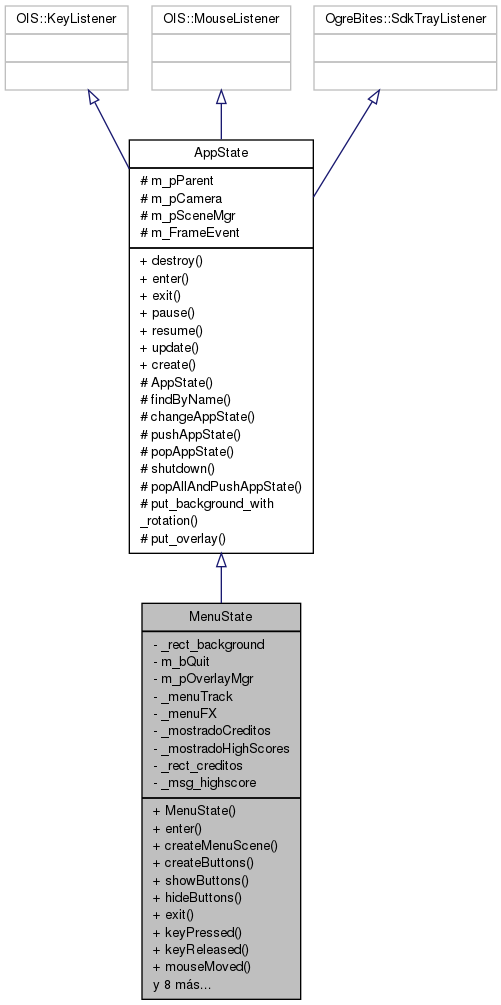 OIS::KeyListener
OIS::MouseListener
OgreBites::SdkTrayListener
AppState
# m_pParent
# m_pCamera
# m_pSceneMgr
# m_FrameEvent
+ destroy()
+ enter()
+ exit()
+ pause()
+ resume()
+ update()
+ create()
# AppState()
# findByName()
# changeAppState()
# pushAppState()
# popAppState()
# shutdown()
# popAllAndPushAppState()
# put_background_with
_rotation()
# put_overlay()
MenuState
- _rect_background
- m_bQuit
- m_pOverlayMgr
- _menuTrack
- _menuFX
- _mostradoCreditos
- _mostradoHighScores
- _rect_creditos
- _msg_highscore
+ MenuState()
+ enter()
+ createMenuScene()
+ createButtons()
+ showButtons()
+ hideButtons()
+ exit()
+ keyPressed()
+ keyReleased()
+ mouseMoved()
y 8 más...